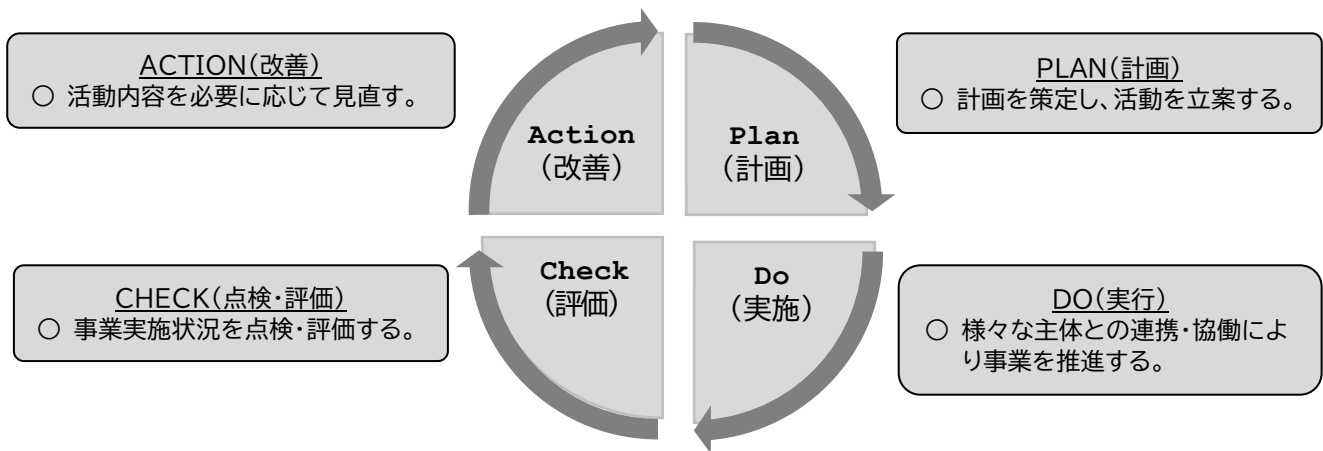 ACTION(改善)
○ 活動内容を必要に応じて見直す。
PLAN(計画)
○ 計画を策定し、活動を立案する。
Action
(改善)
Plan
(計画)
Check
(評価)
Do
(実施)
CHECK(点検・評価)
○ 事業実施状況を点検・評価する。
DO(実行)
○ 様々な主体との連携・協働によ
り事業を推進する。